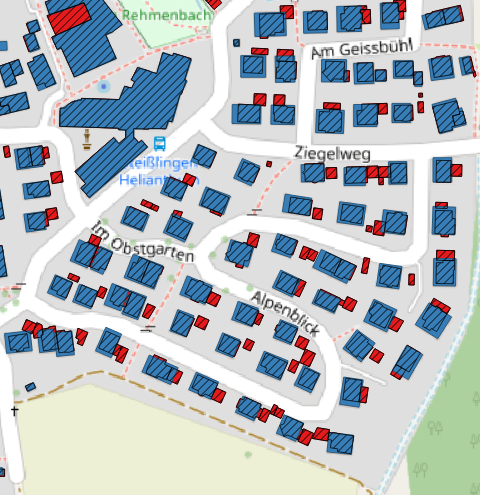 Rehmenbach
Am Geissbühl
Ziegelweg
Im Obstgarten
Alpenblick